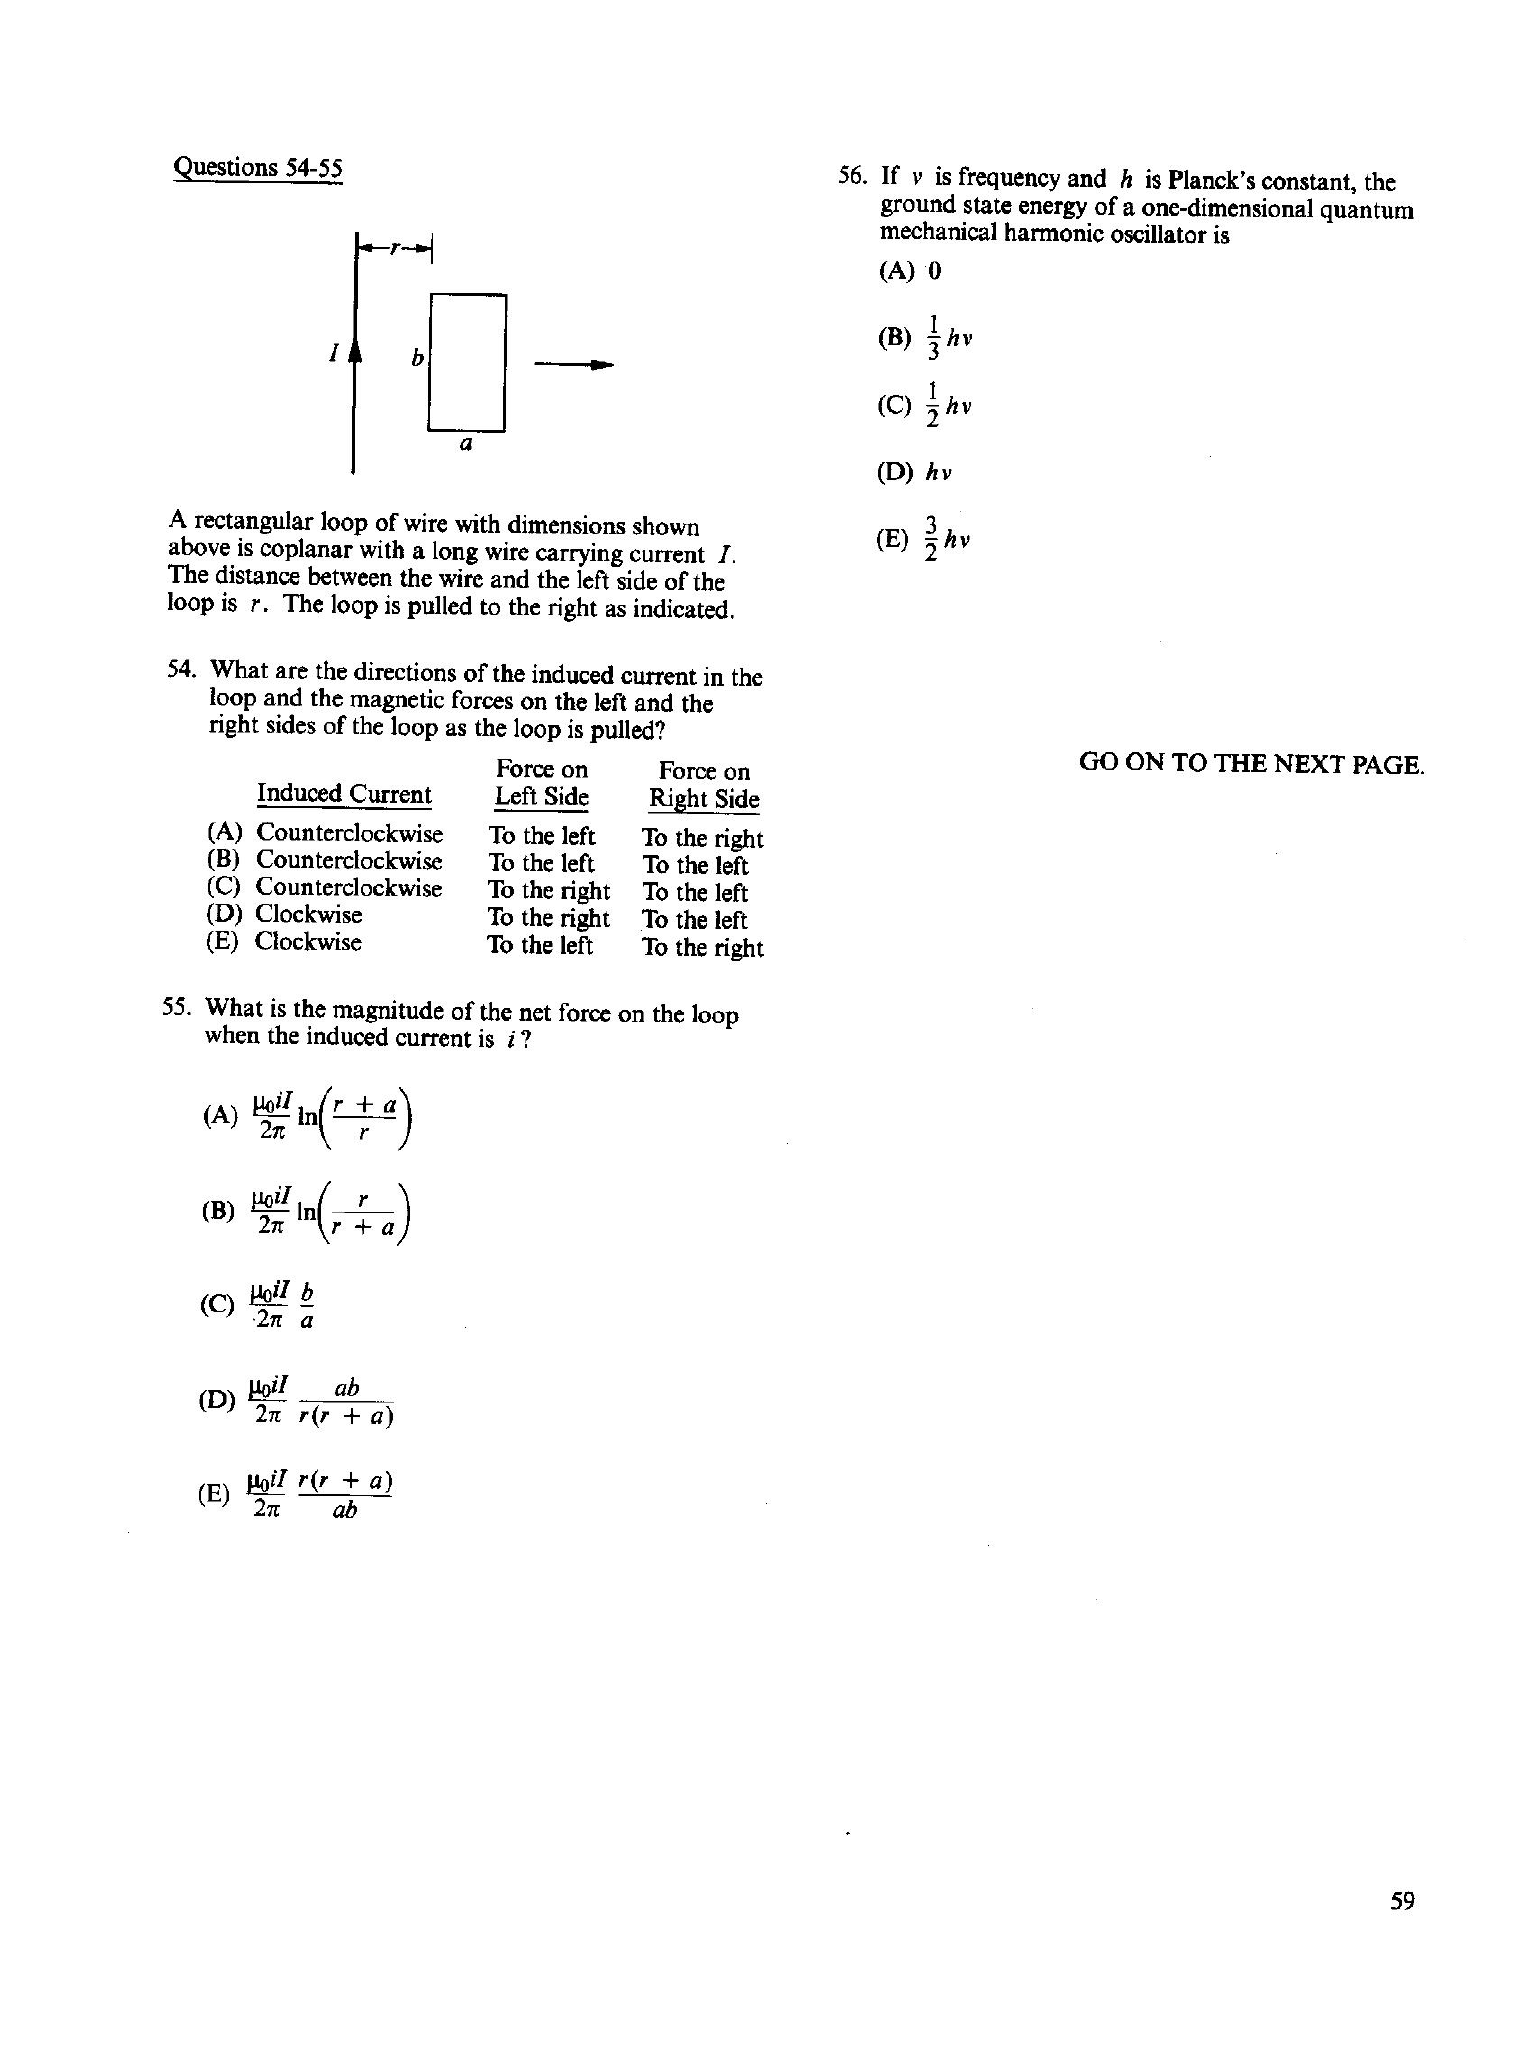 Questions 54-55
r
I
b
a
A rectangular loop of wire with dimensions shown
above is coplanar with a long wire carrying current I.
The distance between the wire and the left side of the
loop is r. The loop is pulled to the right as indicated.
54. What are the directions of the induced current in the
loop and the magnetic forces on the left and the
right sides of the loop as the loop is pulled?
Induced Current Force on Left Side Force on Right Side
(A) Counterclockwise To the left To the right
(B) Counterclockwise To the left To the left
(C) Counterclockwise To the right To the left
(D) Clockwise To the right To the left
(E) Clockwise To the left To the right
55. What is the magnitude of the net force on the loop
when the induced current is i?
(A) μ₀iI/2π ln((r + a)/r)
(B) μ₀iI/2π ln(r/(r + a))
(C) μ₀iI/2π b/a
(D) μ₀iI/2π ab/r(r + a)
(E) μ₀iI/2π r(r + a)/ab
56. If ν is frequency and h is Planck's constant, the
ground state energy of a one-dimensional quantum
mechanical harmonic oscillator is
(A) 0
(B) 1/3 hν
(C) 1/2 hν
(D) hν
(E) 3/2 hν
GO ON TO THE NEXT PAGE.
59